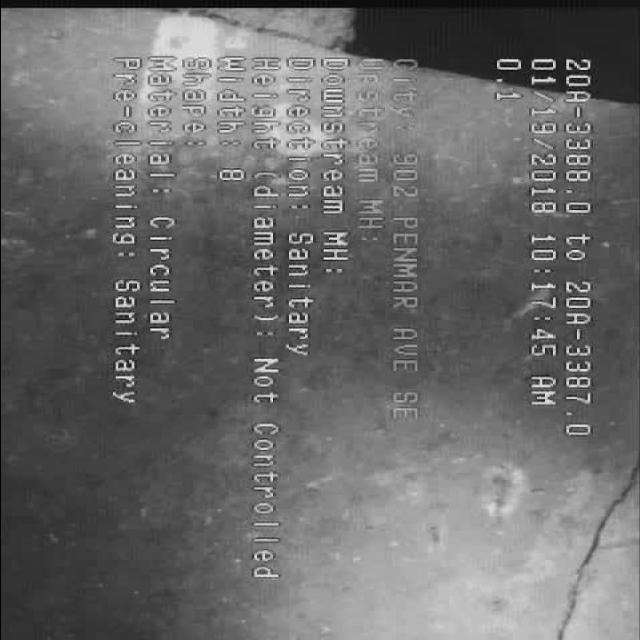 20A-3388.0 to 20A-3387.0
01/19/2018 10:17:45 AM
0.1
City: 902 PENMAR AVE SE
Upstream MH:
Downstream MH:
Direction: Sanitary
Height (diameter): Not Controlled
Width: 8
Shape:
Material: Circular
Pre-cleaning: Sanitary